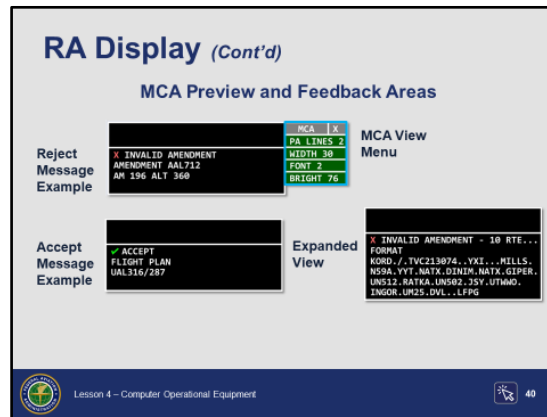 RA Display (Cont'd)
MCA Preview and Feedback Areas
Reject
Message
Example
X INVALID AMENDMENT
AMENDMENT AAL712
AM 196 ALT 360
MCA X
PA LINES 2
WIDTH 30
FONT 2
BRIGHT 76
MCA View
Menu
Accept
Message
Example
✓ ACCEPT
FLIGHT PLAN
UAL316/287
Expanded
View
X INVALID AMENDMENT - 10 RTE...
FORMAT
KORD./.TVC213074..YXI...MILLS.
N59A.YYT.NATX.DINIM.NATX.GIPER.
UN512.RATKA.UN502.JSY.UTWWO.
INGOR.UM25.DVL..LFPG
FEDERAL AVIATION
ADMINISTRATION
Lesson 4 – Computer Operational Equipment
40